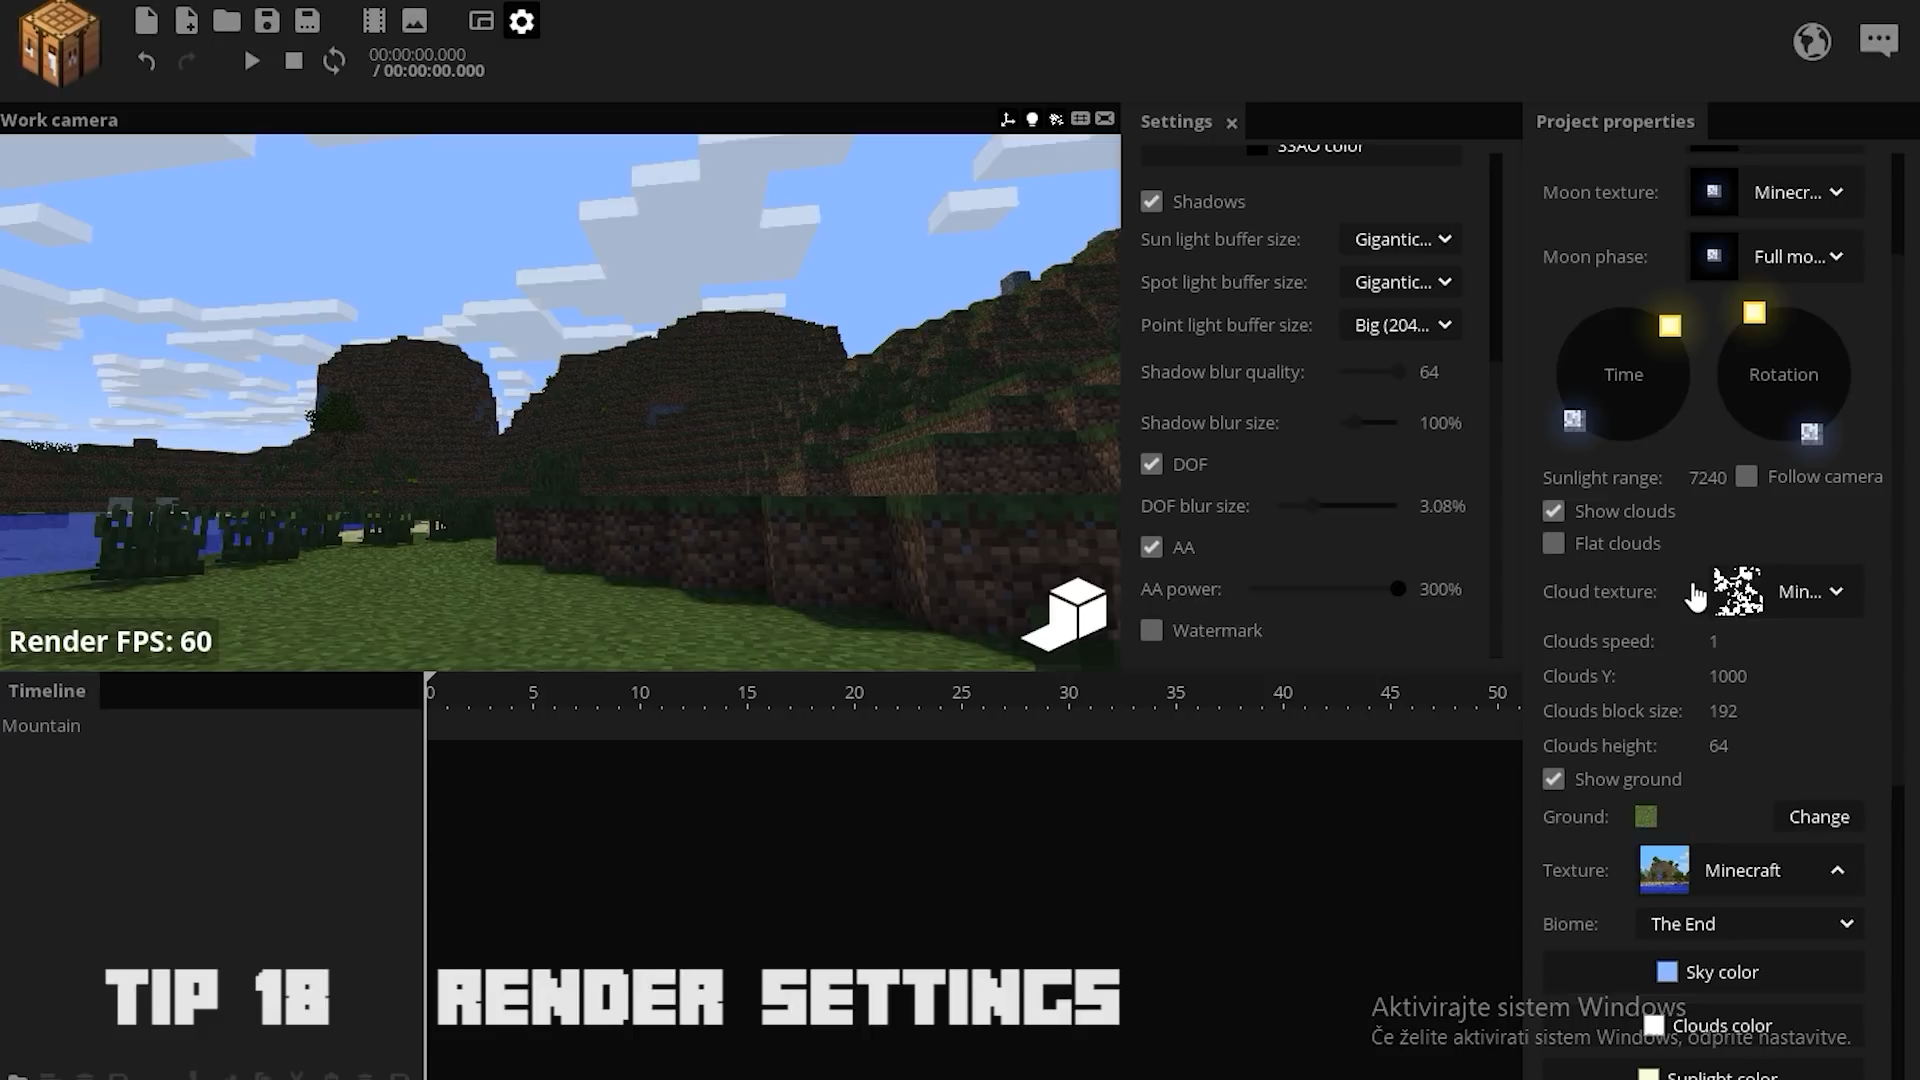 00:00:00.000
/ 00:00:00.000
Work camera
Settings
Project properties
SSAO color
Shadows
Sun light buffer size: Gigantic...
Spot light buffer size: Gigantic...
Point light buffer size: Big (204...
Shadow blur quality: 64
Shadow blur size: 100%
DOF
DOF blur size: 3.08%
AA
AA power: 300%
Watermark
Moon texture: Minecr...
Moon phase: Full mo...
Time
Rotation
Sunlight range: 7240 Follow camera
Show clouds
Flat clouds
Cloud texture: Min...
Clouds speed: 1
Clouds Y: 1000
Clouds block size: 192
Clouds height: 64
Show ground
Ground: Change
Texture: Minecraft
Biome: The End
Sky color
Clouds color
Sunlight color
Render FPS: 60
Timeline
0 5 10 15 20 25 30 35 40 45 50
Mountain
TIP 18 RENDER SETTINGS
Aktivirajte sistem Windows
Če želite aktivirati sistem Windows, odprite nastavitve.